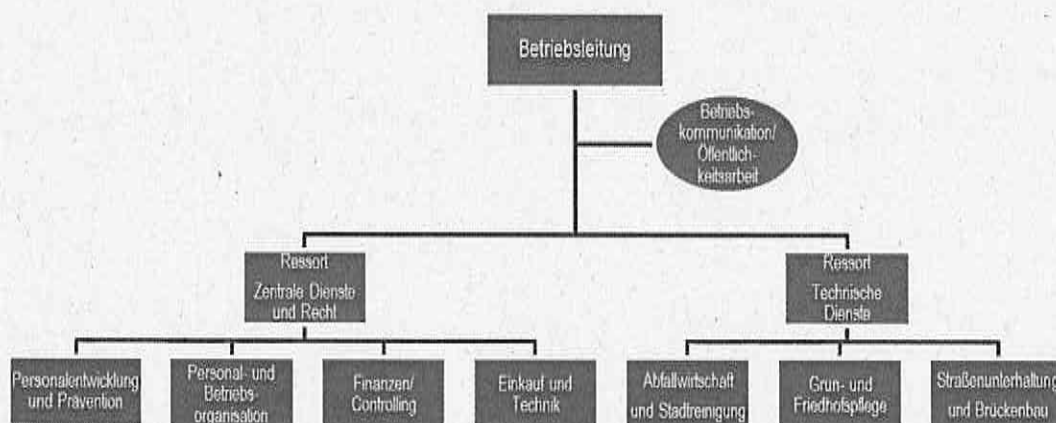 Betriebsleitung
Betriebs-
kommunikation/
Öffentlich-
keitsarbeit
Ressort
Zentrale Dienste
und Recht
Ressort
Technische
Dienste
Personalentwicklung
und Prävention
Personal- und
Betriebs-
organisation
Finanzen/
Controlling
Einkauf und
Technik
Abfallwirtschaft
und Stadtreinigung
Grün- und
Friedhofspflege
Straßenunterhaltung
und Brückenbau